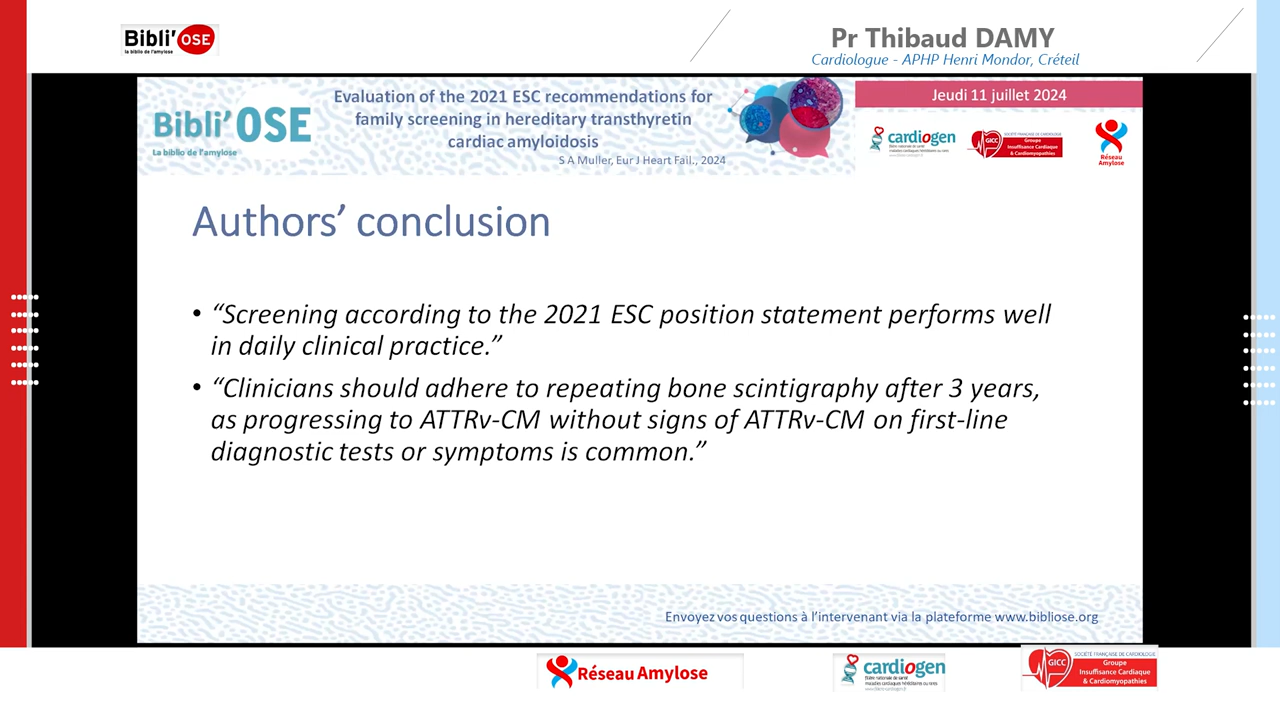 Bibli'OSE
la biblio de l'amylose
Pr Thibaud DAMY
Cardiologue - APHP Henri Mondor, Créteil
Bibli'OSE
La biblio de l'amylose
Evaluation of the 2021 ESC recommendations for
family screening in hereditary transthyretin
cardiac amyloidosis
S A Muller, Eur J Heart Fail., 2024
Jeudi 11 juillet 2024
cardiogen
GICC
SOCIÉTÉ FRANÇAISE DE CARDIOLOGIE
Groupe
Insuffisance Cardiaque
& Cardiomyopathies
Réseau
Amylose
Authors’ conclusion
• “Screening according to the 2021 ESC position statement performs well
in daily clinical practice.”
• “Clinicians should adhere to repeating bone scintigraphy after 3 years,
as progressing to ATTRv-CM without signs of ATTRv-CM on first-line
diagnostic tests or symptoms is common.”
Envoyez vos questions à l’intervenant via la plateforme www.bibliose.org
Réseau Amylose
cardiogen
GICC
SOCIÉTÉ FRANÇAISE DE CARDIOLOGIE
Groupe
Insuffisance Cardiaque
& Cardiomyopathies